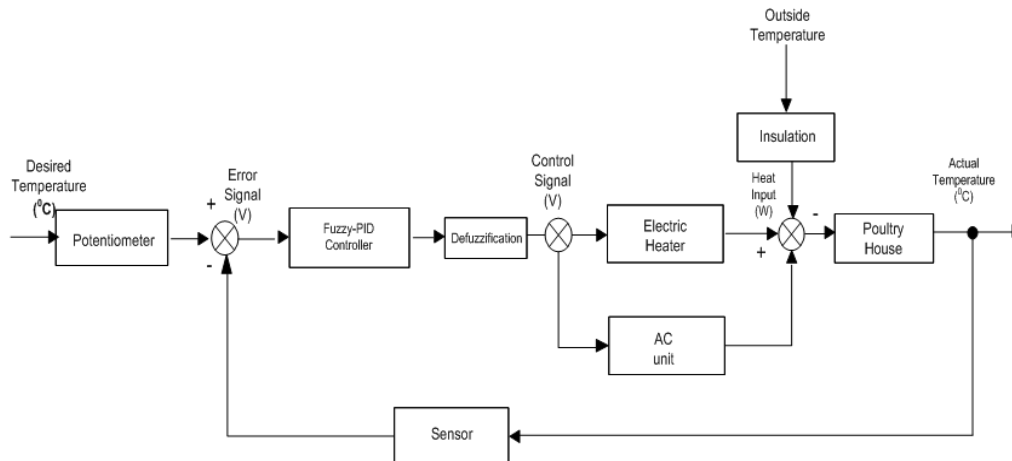 Outside
Temperature
Insulation
Desired
Temperature
(⁰C)
Potentiometer
+
-
Error
Signal
(V)
Fuzzy-PID
Controller
Defuzzification
Control
Signal
(V)
Electric
Heater
AC
unit
Heat
Input
(W)
+
-
Poultry
House
Actual
Temperature
(⁰C)
Sensor